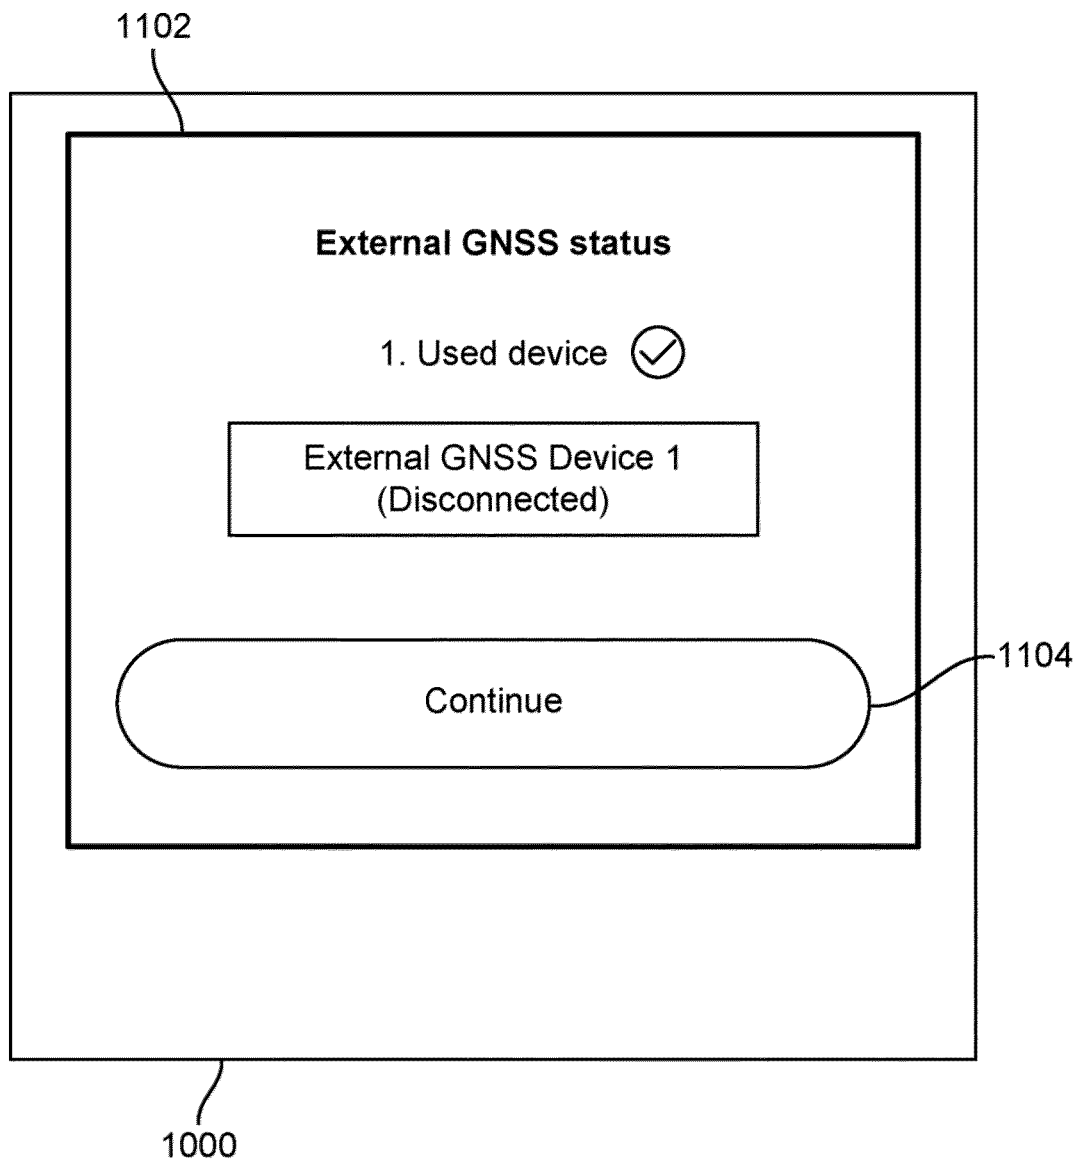 1102
External GNSS status
1. Used device
External GNSS Device 1
(Disconnected)
Continue
1104
1000